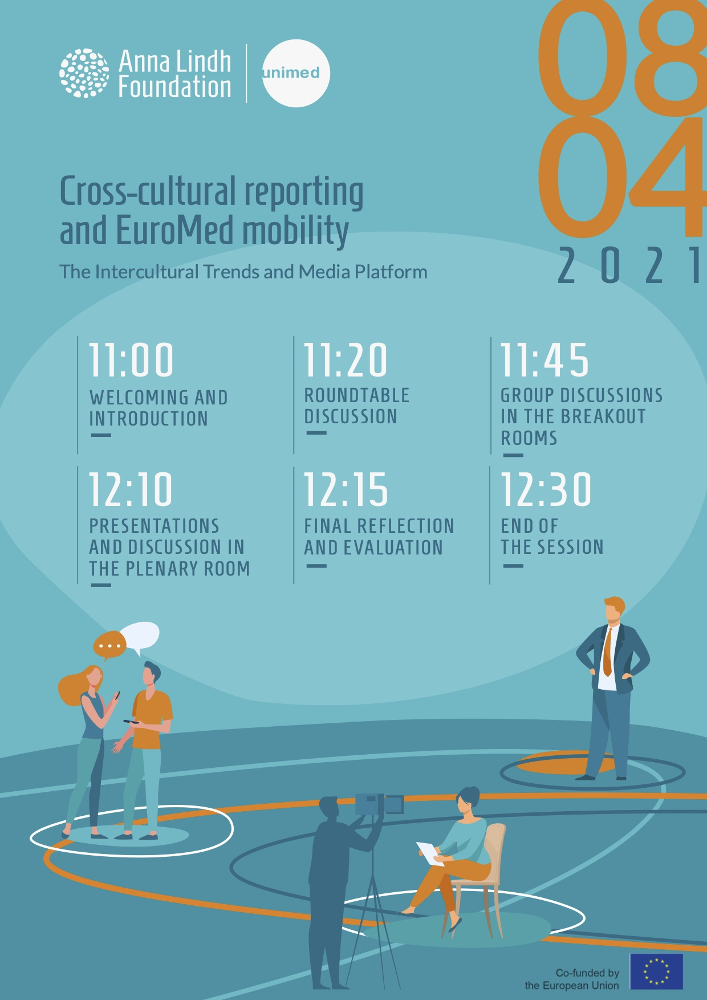 Anna Lindh
Foundation
unimed
08
04
2021
Cross-cultural reporting
and EuroMed mobility
The Intercultural Trends and Media Platform
11:00
WELCOMING AND
INTRODUCTION
11:20
ROUNDTABLE
DISCUSSION
11:45
GROUP DISCUSSIONS
IN THE BREAKOUT
ROOMS
12:10
PRESENTATIONS
AND DISCUSSION IN
THE PLENARY ROOM
12:15
FINAL REFLECTION
AND EVALUATION
12:30
END OF
THE SESSION
Co-funded by
the European Union